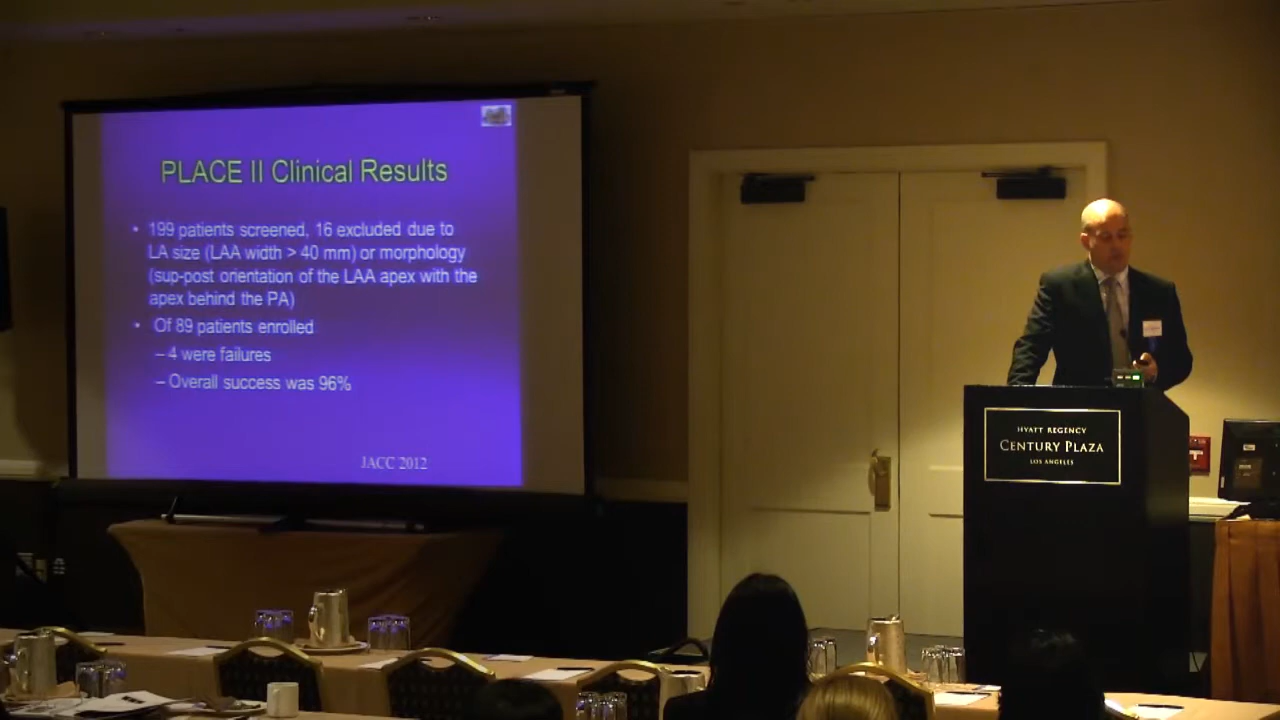 PLACE II Clinical Results
• 199 patients screened, 16 excluded due to
LA size (LAA width > 40 mm) or morphology
(sup-post orientation of the LAA apex with the
apex behind the PA)
• Of 89 patients enrolled
– 4 were failures
– Overall success was 96%
JACC 2012
HYATT REGENCY
CENTURY PLAZA
LOS ANGELES